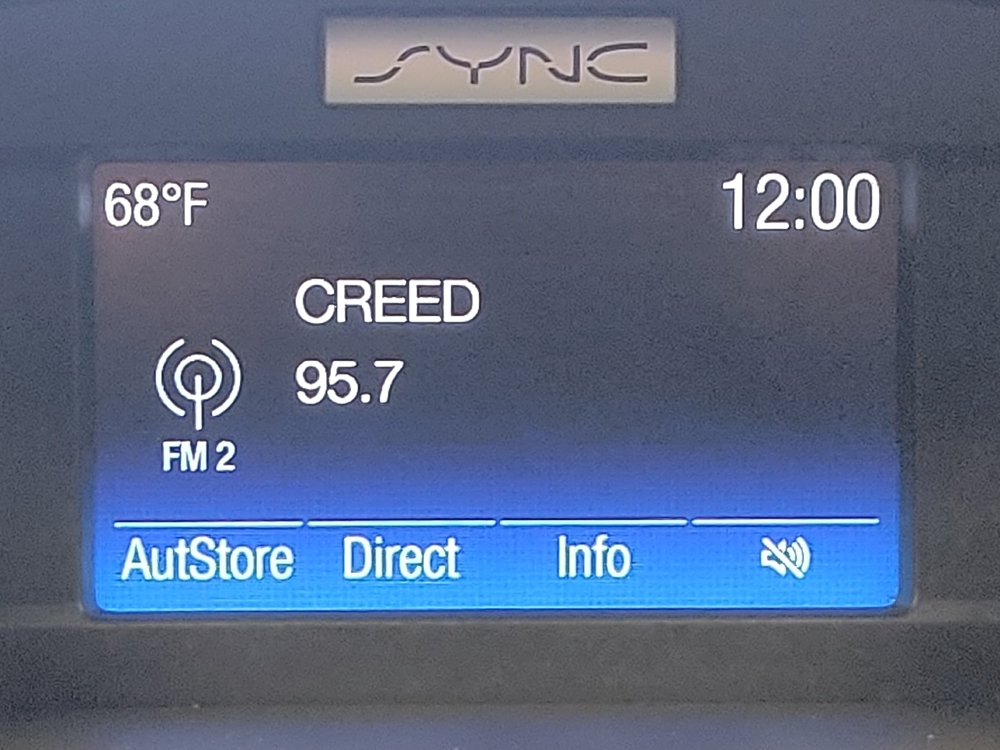 SYNC
68°F 12:00
CREED
95.7
FM 2
AutStore Direct Info